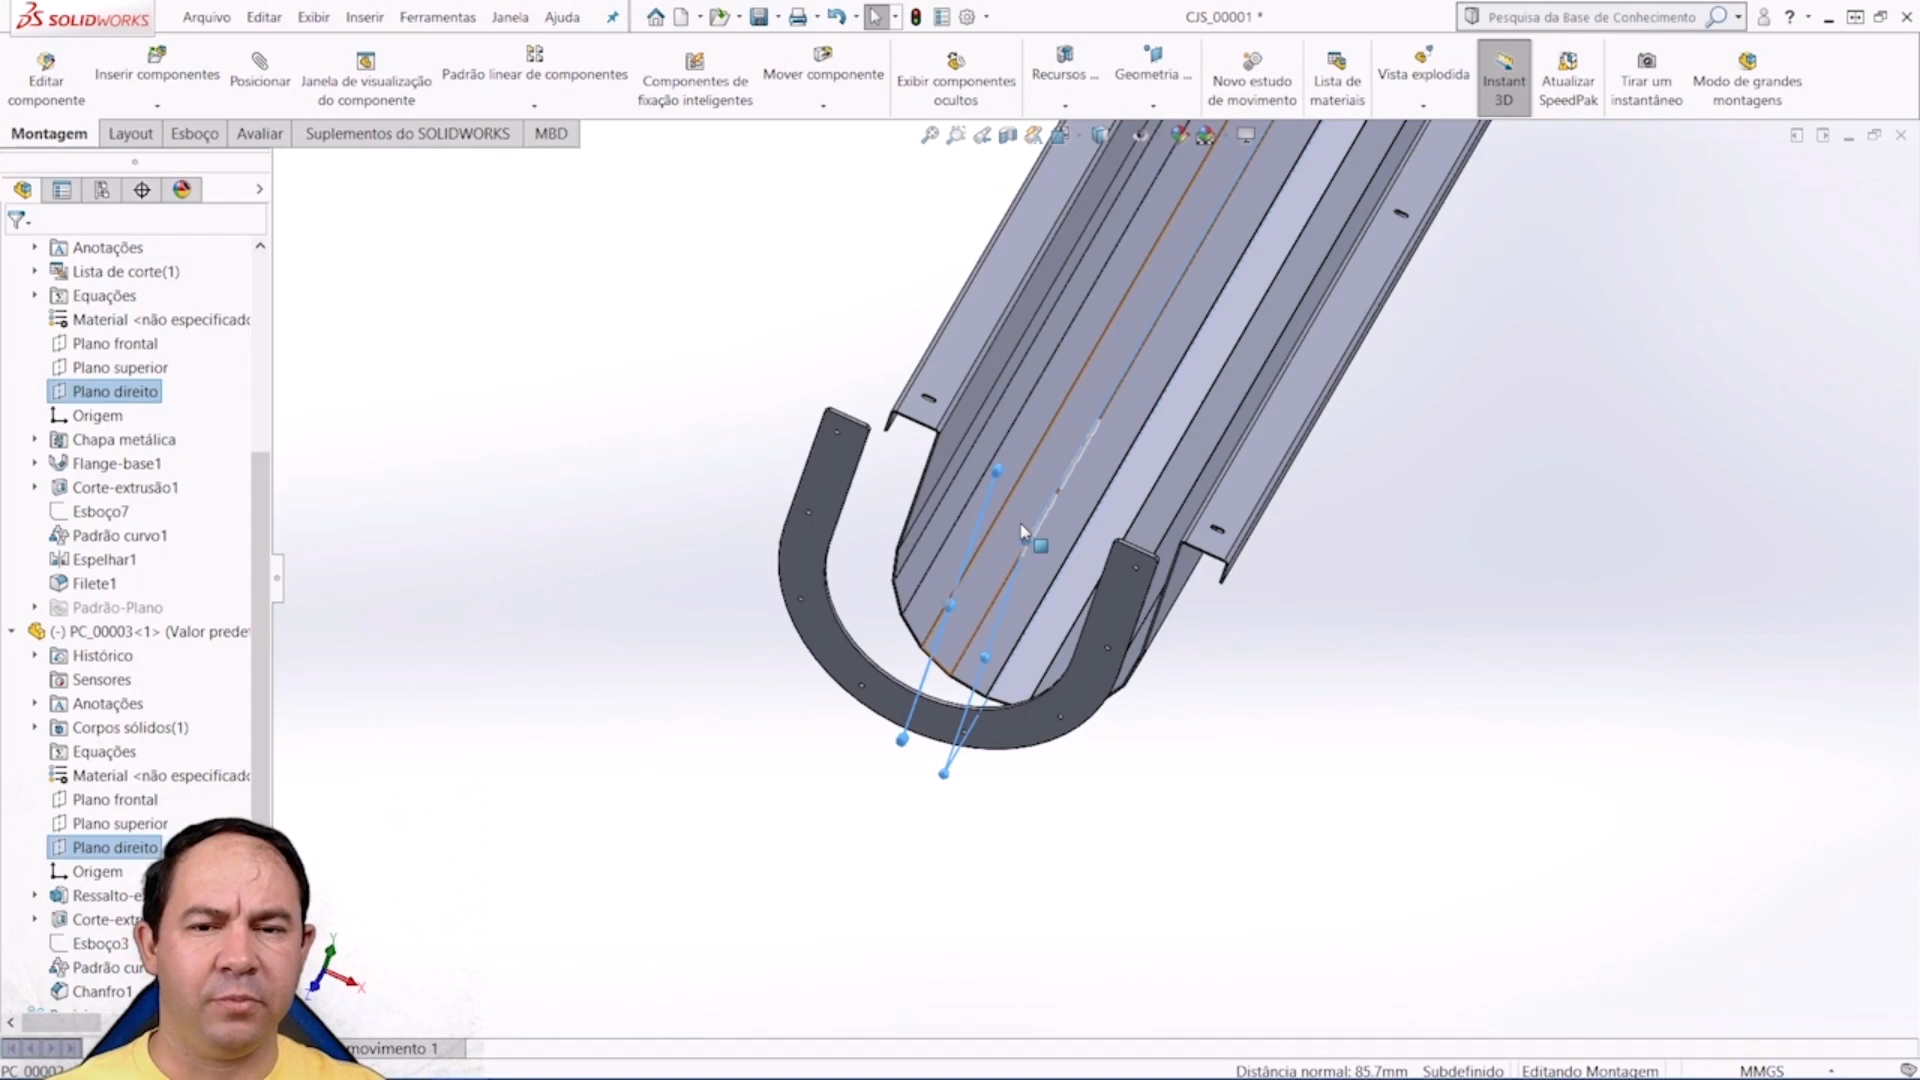 SOLIDWORKS
Arquivo Editar Exibir Inserir Ferramentas Janela Ajuda
CJS_00001 *
Pesquisa da Base de Conhecimento
Editar componente
Inserir componentes
Posicionar
Janela de visualização do componente
Padrão linear de componentes
Componentes de fixação inteligentes
Mover componente
Exibir componentes ocultos
Recursos ...
Geometria ...
Novo estudo de movimento
Lista de materiais
Vista explodida
Instant 3D
Atualizar SpeedPak
Tirar um instantâneo
Modo de grandes montagens
Montagem Layout Esboço Avaliar Suplementos do SOLIDWORKS MBD
Anotações
Lista de corte(1)
Equações
Material <não especificado
Plano frontal
Plano superior
Plano direito
Origem
Chapa metálica
Flange-base1
Corte-extrusão1
Esboço7
Padrão curvo1
Espelhar1
Filete1
Padrão-Plano
(-) PC_00003<1> (Valor prede
Histórico
Sensores
Anotações
Corpos sólidos(1)
Equações
Material <não especificado
Plano frontal
Plano superior
Plano direito
Origem
Ressalto-e
Corte-extr
Esboço3
Padrão cur
Chanfro1
Y
X
Z
movimento 1
Distância normal: 85.7mm Subdefinido Editando Montagem MMGS